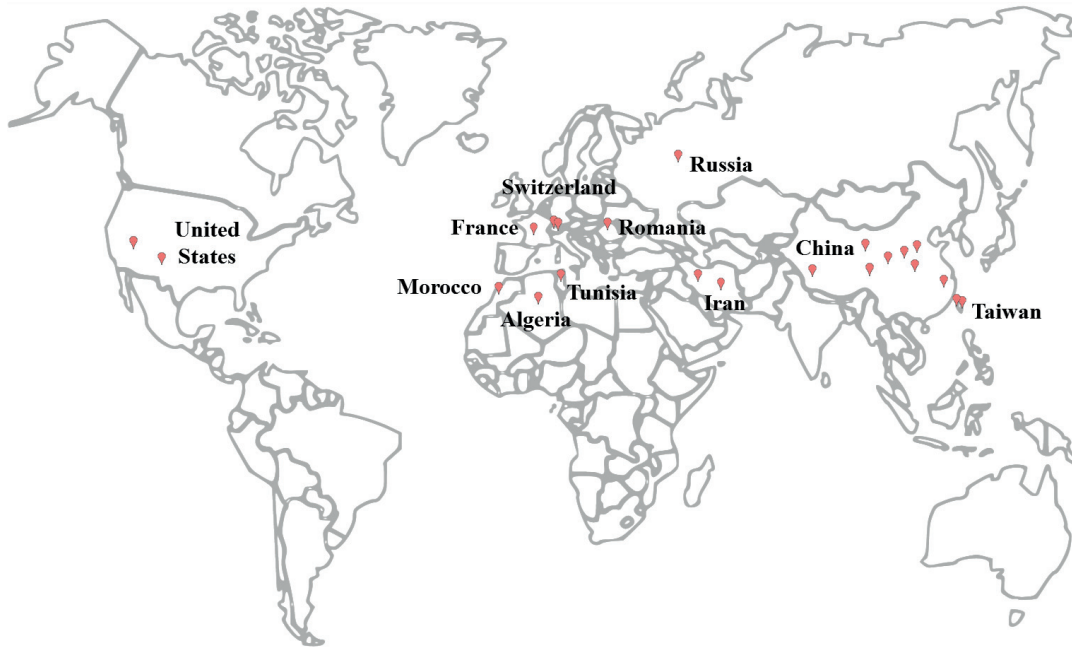 Russia
Switzerland
United
States
France
Romania
China
Morocco
Tunisia
Iran
Algeria
Taiwan